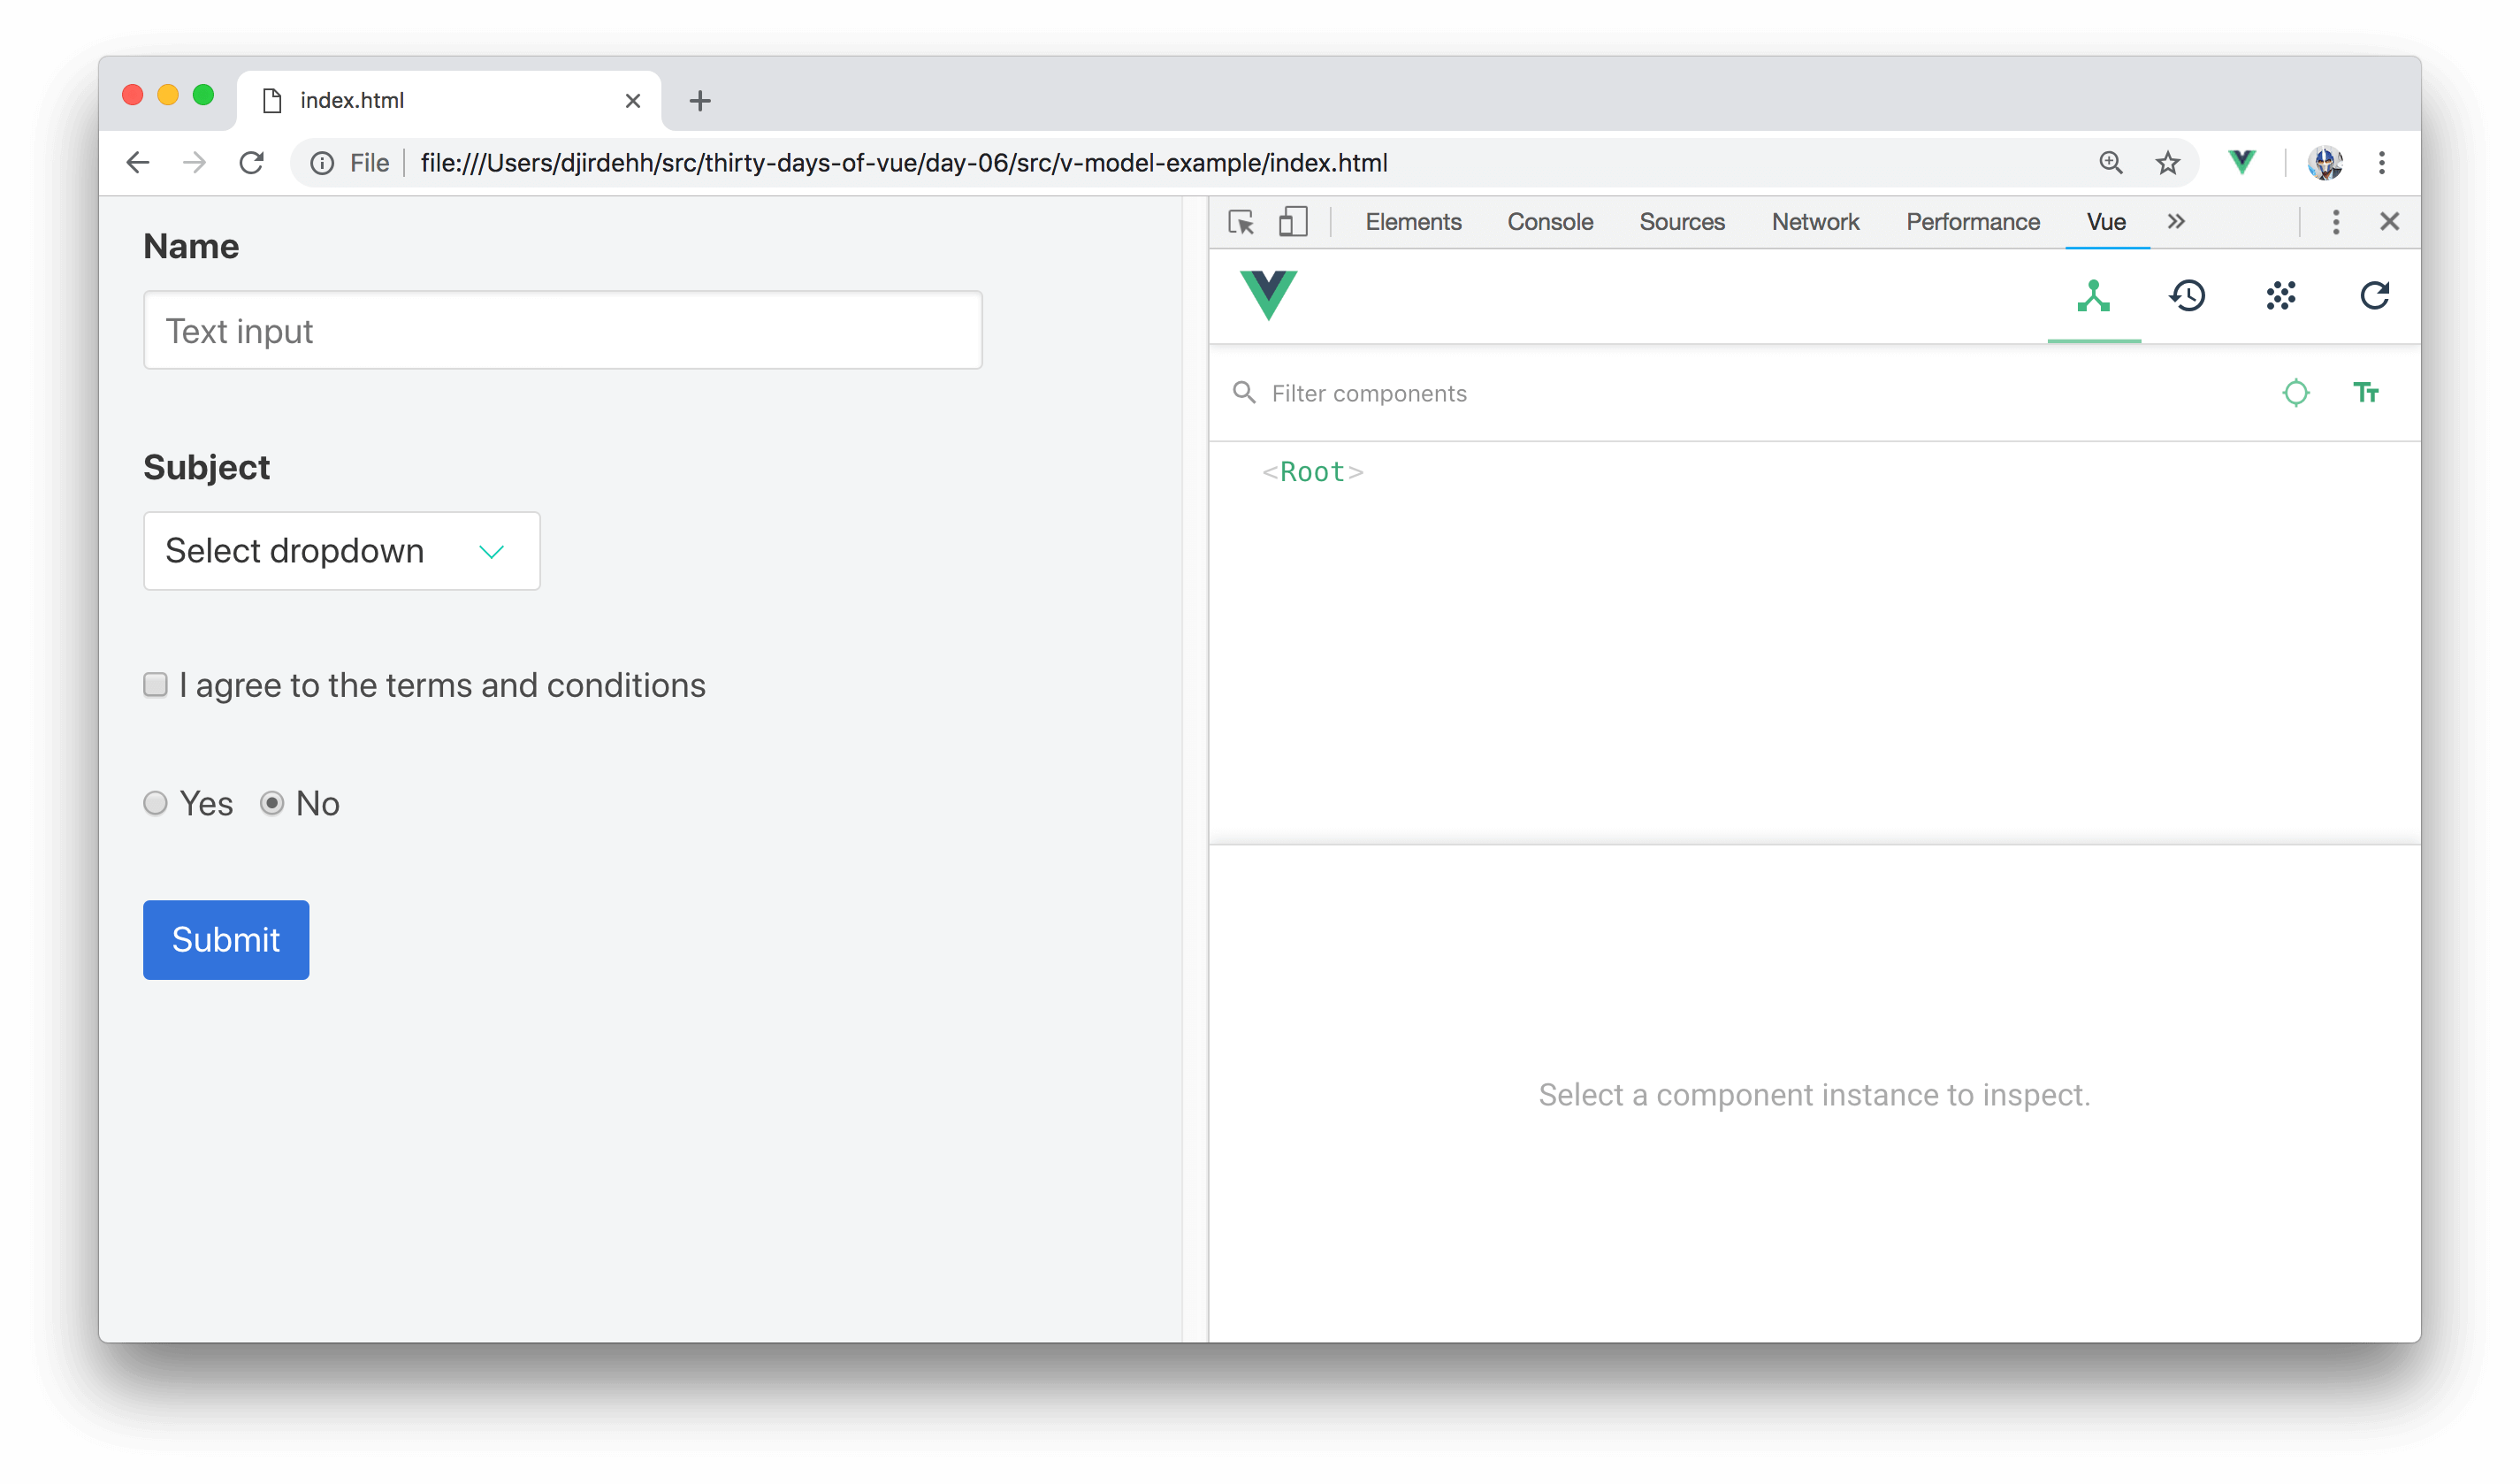 index.html
File
file:///Users/djirdehh/src/thirty-days-of-vue/day-06/src/v-model-example/index.html
Name
Text input
Subject
Select dropdown
I agree to the terms and conditions
Yes No
Submit
Elements Console Sources Network Performance Vue
Filter components
<Root>
Select a component instance to inspect.